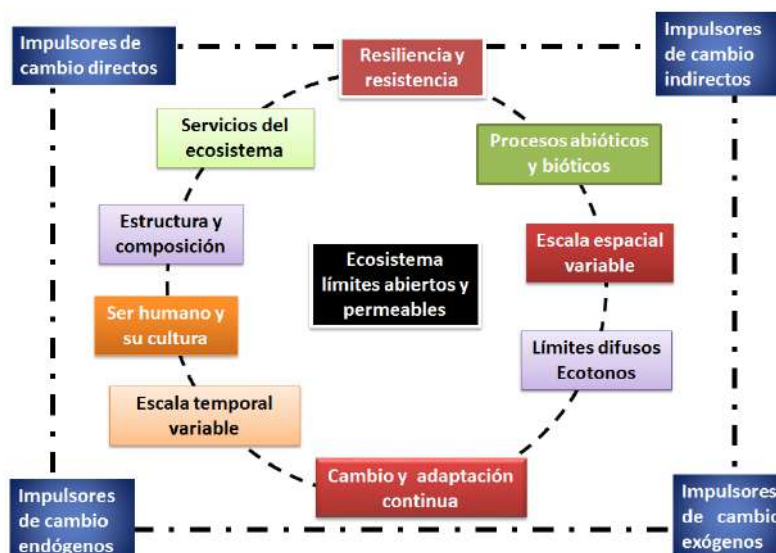 Impulsores de
cambio directos
Resiliencia y
resistencia
Impulsores
de cambio
indirectos
Servicios del
ecosistema
Procesos abióticos
y bióticos
Estructura y
composición
Escala espacial
variable
Ecosistema
límites abiertos y
permeables
Ser humano y
su cultura
Límites difusos
Ecotonos
Escala temporal
variable
Cambio y adaptación
continua
Impulsores
de cambio
endógenos
Impulsores
de cambio
exógenos